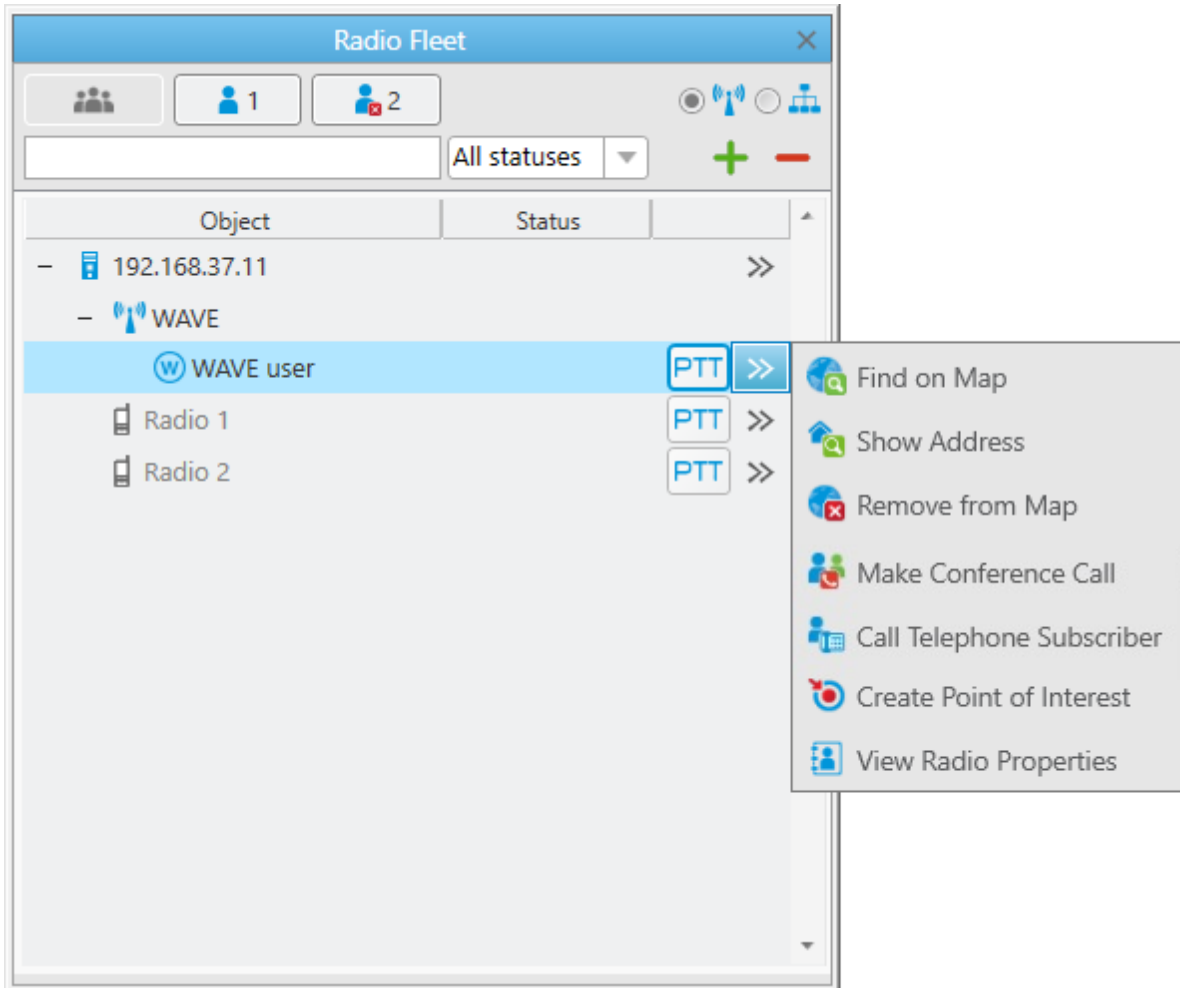 Radio Fleet
1
2
All statuses
Object Status
192.168.37.11
WAVE
W WAVE user PTT
Radio 1 PTT
Radio 2 PTT
Find on Map
Show Address
Remove from Map
Make Conference Call
Call Telephone Subscriber
Create Point of Interest
View Radio Properties